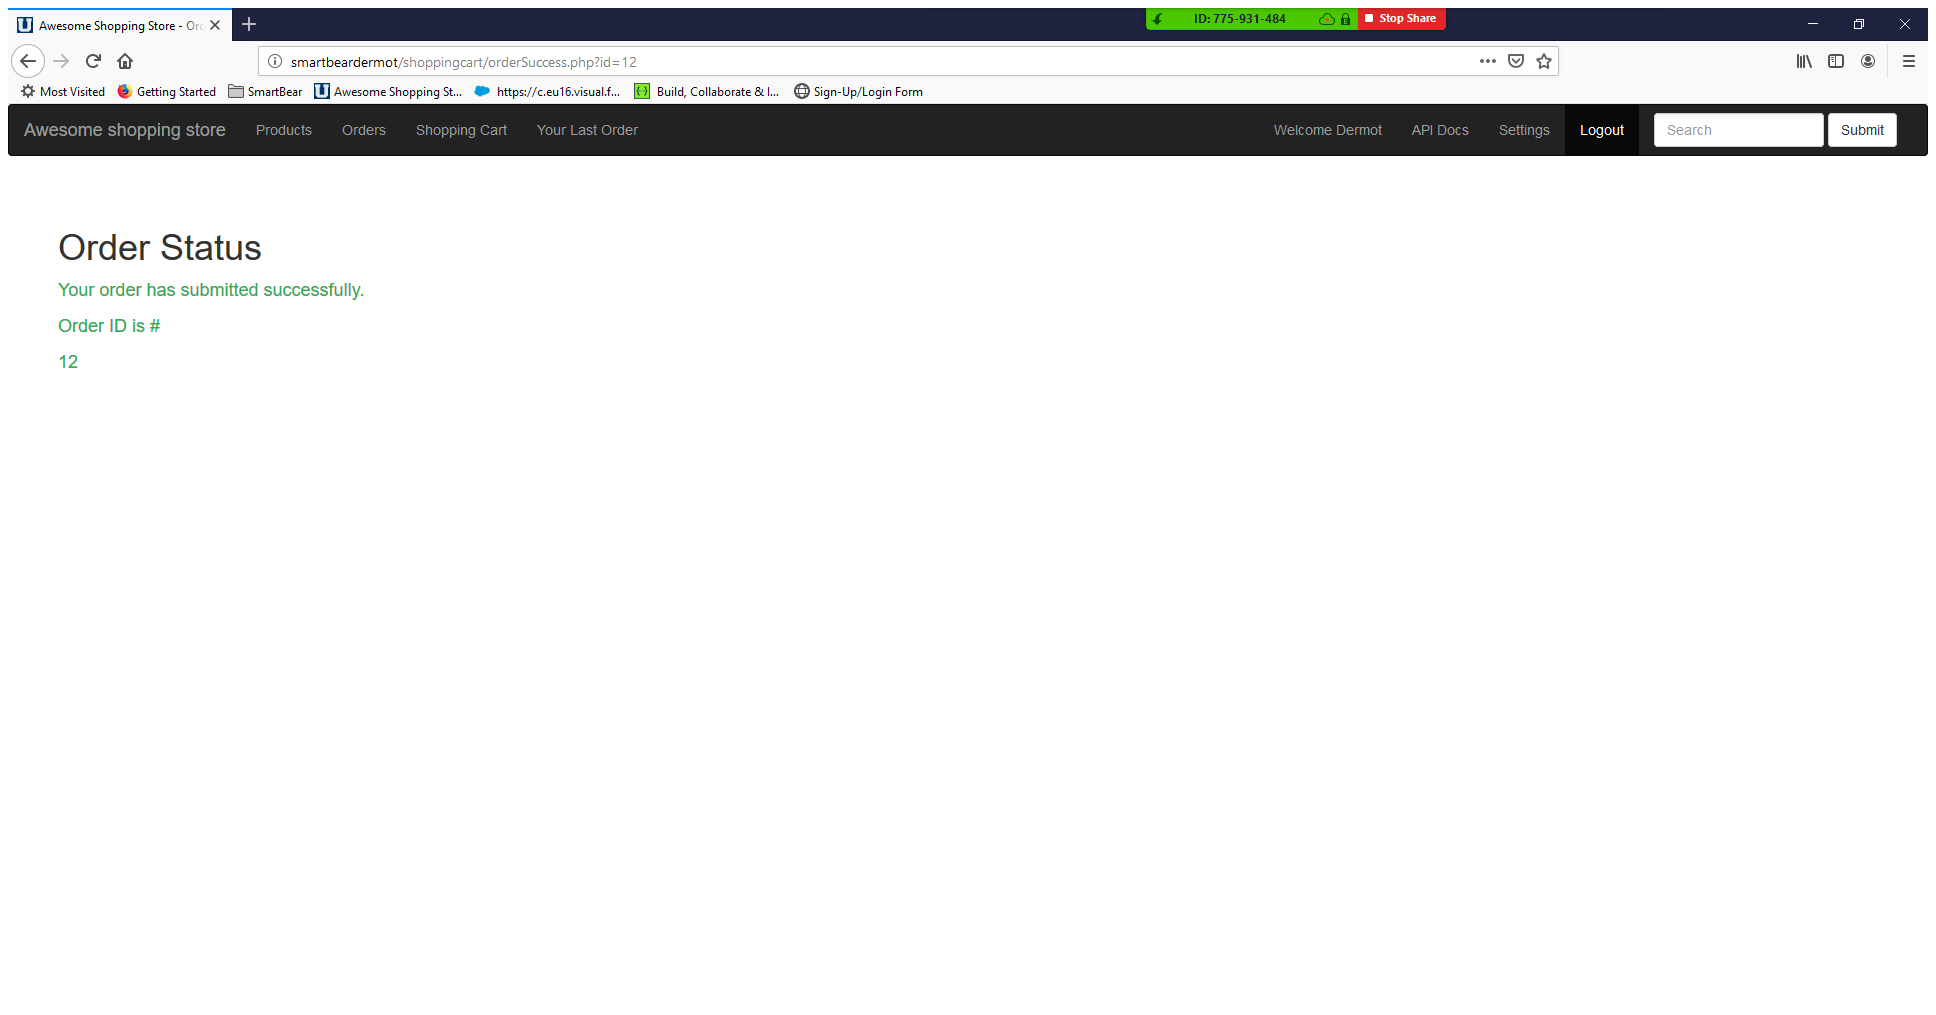 Awesome Shopping Store - Or
ID: 775-931-484
Stop Share
smartbeardermot/shoppingcart/orderSuccess.php?id=12
Most Visited
Getting Started
SmartBear
Awesome Shopping St...
https://c.eu16.visual.f...
Build, Collaborate & I...
Sign-Up/Login Form
Awesome shopping store
Products
Orders
Shopping Cart
Your Last Order
Welcome Dermot
API Docs
Settings
Logout
Search
Submit
Order Status
Your order has submitted successfully.
Order ID is #
12